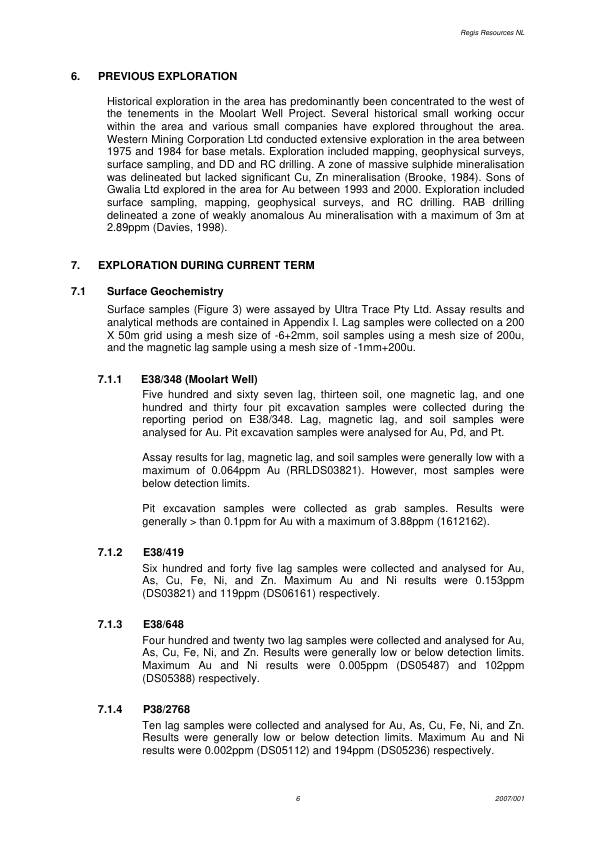 Regis Resources NL
6. PREVIOUS EXPLORATION
Historical exploration in the area has predominantly been concentrated to the west of
the tenements in the Moolart Well Project. Several historical small working occur
within the area and various small companies have explored throughout the area.
Western Mining Corporation Ltd conducted extensive exploration in the area between
1975 and 1984 for base metals. Exploration included mapping, geophysical surveys,
surface sampling, and DD and RC drilling. A zone of massive sulphide mineralisation
was delineated but lacked significant Cu, Zn mineralisation (Brooke, 1984). Sons of
Gwalia Ltd explored in the area for Au between 1993 and 2000. Exploration included
surface sampling, mapping, geophysical surveys, and RC drilling. RAB drilling
delineated a zone of weakly anomalous Au mineralisation with a maximum of 3m at
2.89ppm (Davies, 1998).
7. EXPLORATION DURING CURRENT TERM
7.1 Surface Geochemistry
Surface samples (Figure 3) were assayed by Ultra Trace Pty Ltd. Assay results and
analytical methods are contained in Appendix I. Lag samples were collected on a 200
X 50m grid using a mesh size of -6+2mm, soil samples using a mesh size of 200u,
and the magnetic lag sample using a mesh size of -1mm+200u.
7.1.1 E38/348 (Moolart Well)
Five hundred and sixty seven lag, thirteen soil, one magnetic lag, and one
hundred and thirty four pit excavation samples were collected during the
reporting period on E38/348. Lag, magnetic lag, and soil samples were
analysed for Au. Pit excavation samples were analysed for Au, Pd, and Pt.
Assay results for lag, magnetic lag, and soil samples were generally low with a
maximum of 0.064ppm Au (RRLDS03821). However, most samples were
below detection limits.
Pit excavation samples were collected as grab samples. Results were
generally > than 0.1ppm for Au with a maximum of 3.88ppm (1612162).
7.1.2 E38/419
Six hundred and forty five lag samples were collected and analysed for Au,
As, Cu, Fe, Ni, and Zn. Maximum Au and Ni results were 0.153ppm
(DS03821) and 119ppm (DS06161) respectively.
7.1.3 E38/648
Four hundred and twenty two lag samples were collected and analysed for Au,
As, Cu, Fe, Ni, and Zn. Results were generally low or below detection limits.
Maximum Au and Ni results were 0.005ppm (DS05487) and 102ppm
(DS05388) respectively.
7.1.4 P38/2768
Ten lag samples were collected and analysed for Au, As, Cu, Fe, Ni, and Zn.
Results were generally low or below detection limits. Maximum Au and Ni
results were 0.002ppm (DS05112) and 194ppm (DS05236) respectively.
6 2007/001